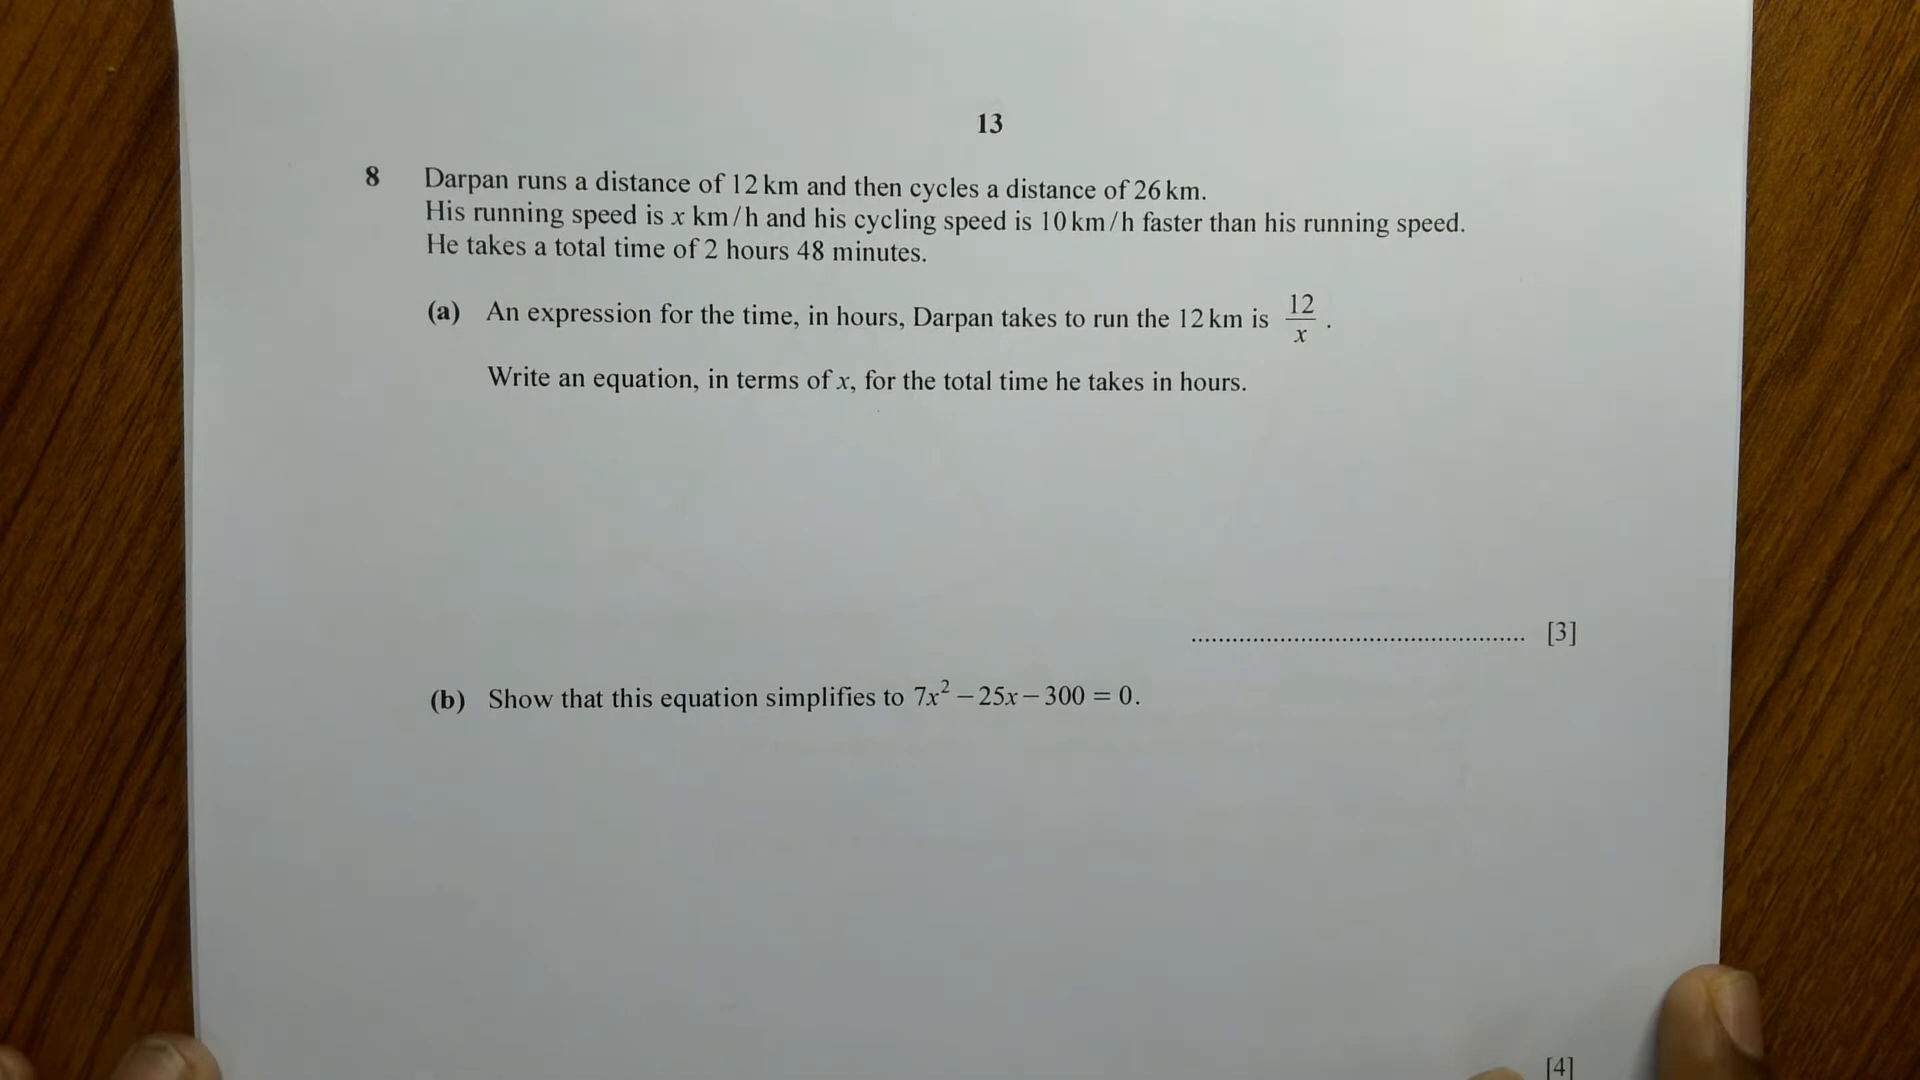 13
8 Darpan runs a distance of 12 km and then cycles a distance of 26 km.
His running speed is x km/h and his cycling speed is 10 km/h faster than his running speed.
He takes a total time of 2 hours 48 minutes.
(a) An expression for the time, in hours, Darpan takes to run the 12 km is 12/x .
Write an equation, in terms of x, for the total time he takes in hours.
................................................. [3]
(b) Show that this equation simplifies to 7x² – 25x – 300 = 0.
[4]